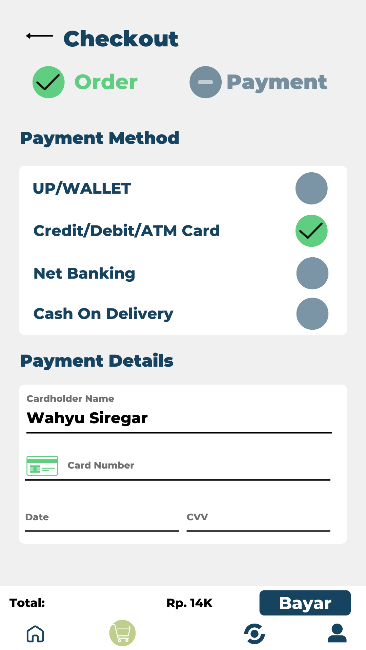 Checkout
Order
Payment
Payment Method
UP/WALLET
Credit/Debit/ATM Card
Net Banking
Cash On Delivery
Payment Details
Cardholder Name
Wahyu Siregar
Card Number
Date
CVV
Total:
Rp. 14K
Bayar